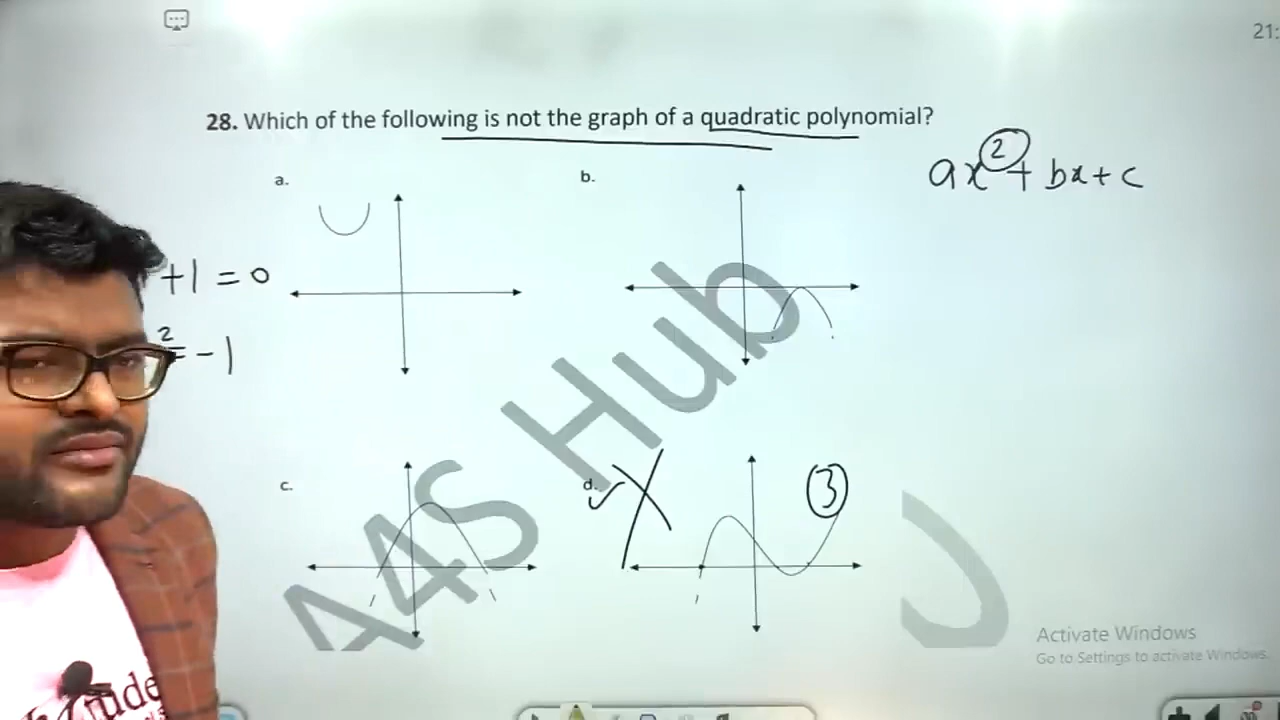 21:
28. Which of the following is not the graph of a quadratic polynomial?
ax² + bx + c
a.
b.
+1 = 0
2
= -1
A4S Hub
c.
d.
3
Activate Windows
Go to Settings to activate Windows.